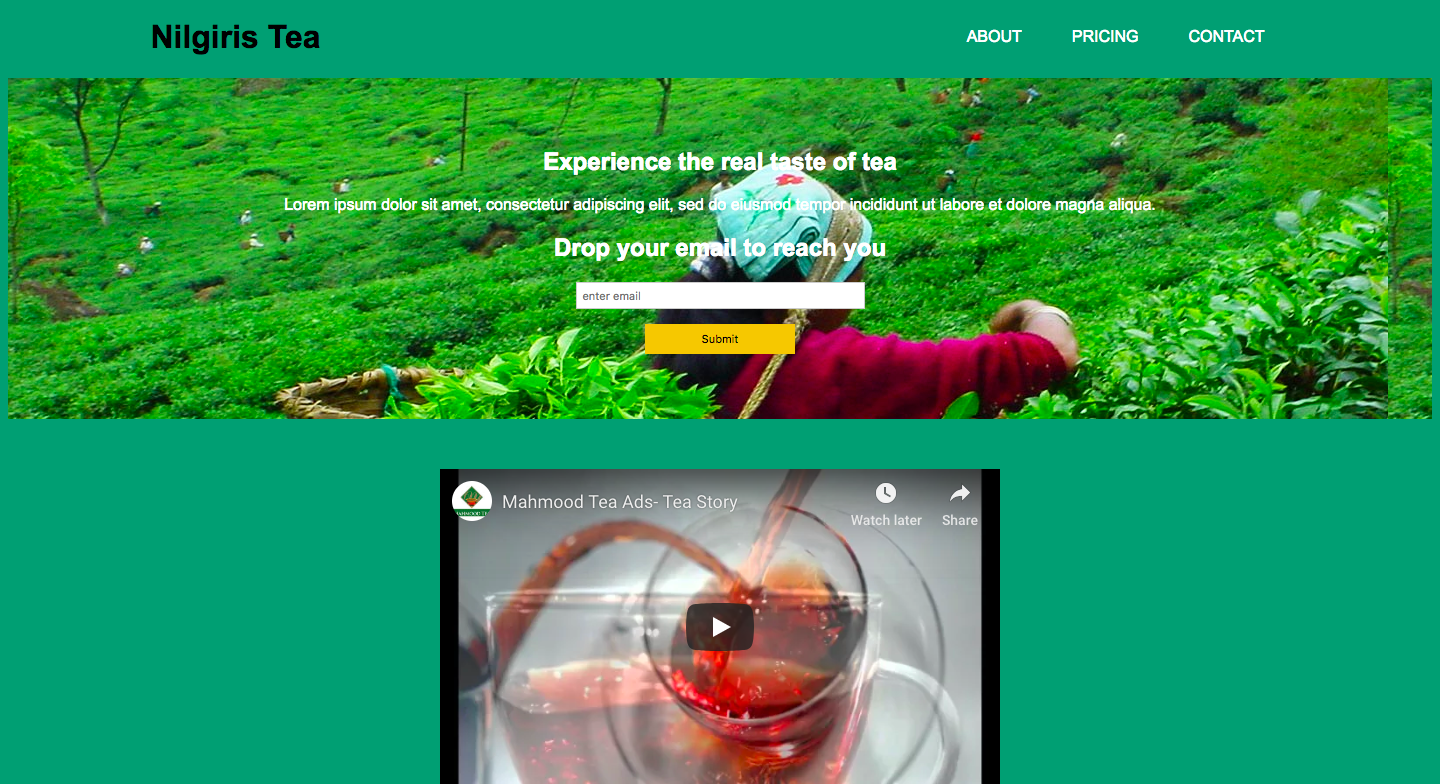 Nilgiris Tea
ABOUT PRICING CONTACT
Experience the real taste of tea
Lorem ipsum dolor sit amet, consectetur adipiscing elit, sed do eiusmod tempor incididunt ut labore et dolore magna aliqua.
Drop your email to reach you
enter email
Submit
Mahmood Tea Ads- Tea Story
Watch later
Share